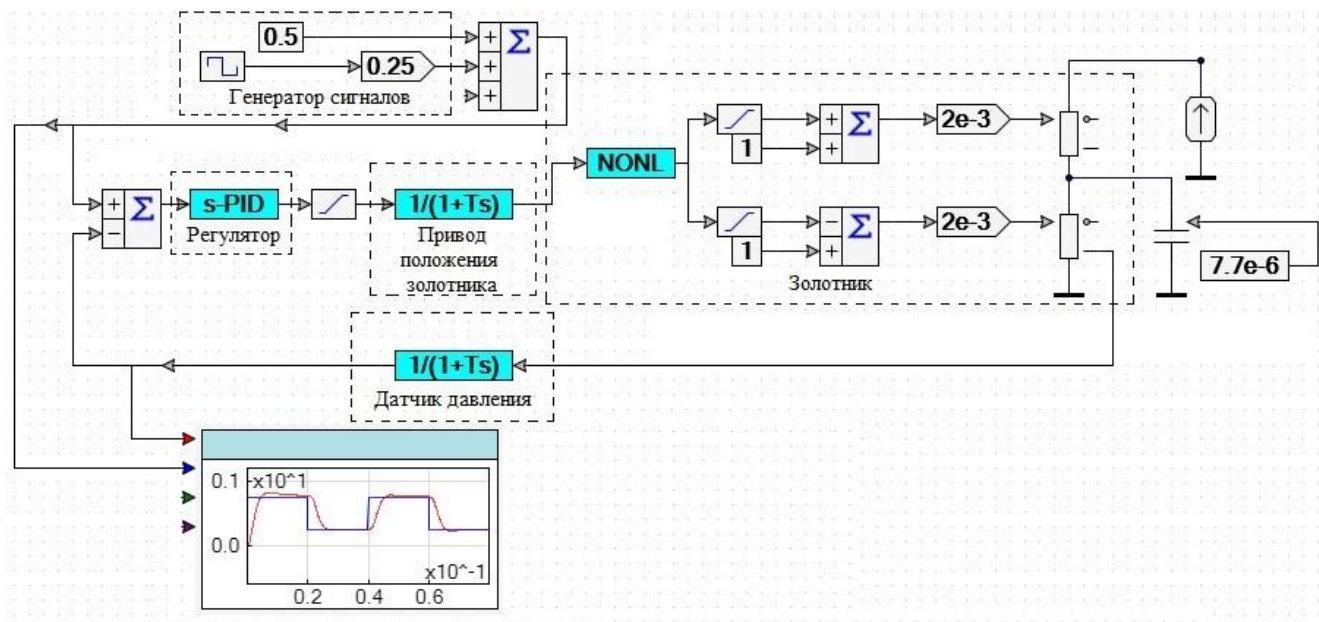 0.5
0.25
Генератор сигналов
+
+
+
Σ
+
−
Σ
s-PID
Регулятор
1/(1+Ts)
Привод
положения
золотника
NONL
1
+
+
Σ
2e-3
1
−
+
Σ
2e-3
Золотник
7.7e-6
1/(1+Ts)
Датчик давления
0.1
x10^1
0.0
x10^-1
0.2
0.4
0.6